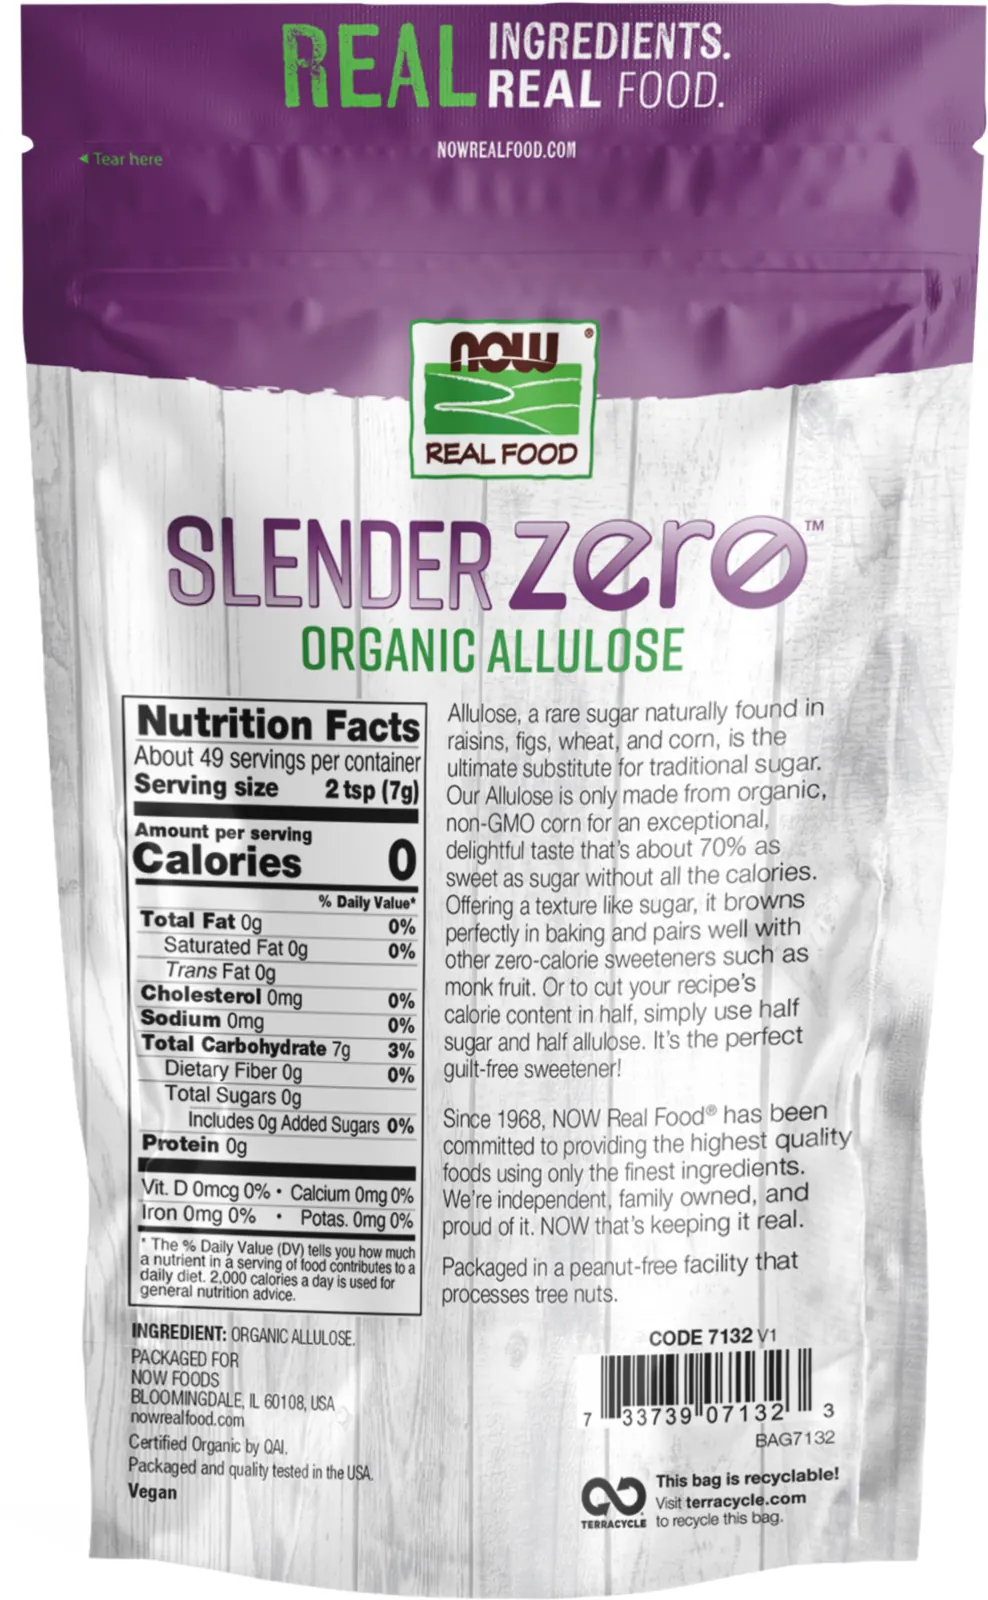 REAL INGREDIENTS.
REAL FOOD.
◄ Tear here
NOWREALFOOD.COM
NOW®
REAL FOOD
SLENDER zero™
ORGANIC ALLULOSE
Nutrition Facts
About 49 servings per container
Serving size 2 tsp (7g)
Amount per serving
Calories 0
% Daily Value*
Total Fat 0g 0%
Saturated Fat 0g 0%
Trans Fat 0g
Cholesterol 0mg 0%
Sodium 0mg 0%
Total Carbohydrate 7g 3%
Dietary Fiber 0g 0%
Total Sugars 0g
Includes 0g Added Sugars 0%
Protein 0g
Vit. D 0mcg 0% • Calcium 0mg 0%
Iron 0mg 0% • Potas. 0mg 0%
* The % Daily Value (DV) tells you how much
a nutrient in a serving of food contributes to a
daily diet. 2,000 calories a day is used for
general nutrition advice.
INGREDIENT: ORGANIC ALLULOSE.
PACKAGED FOR
NOW FOODS
BLOOMINGDALE, IL 60108, USA
nowrealfood.com
Certified Organic by QAI.
Packaged and quality tested in the USA.
Vegan
Allulose, a rare sugar naturally found in
raisins, figs, wheat, and corn, is the
ultimate substitute for traditional sugar.
Our Allulose is only made from organic,
non-GMO corn for an exceptional,
delightful taste that's about 70% as
sweet as sugar without all the calories.
Offering a texture like sugar, it browns
perfectly in baking and pairs well with
other zero-calorie sweeteners such as
monk fruit. Or to cut your recipe's
calorie content in half, simply use half
sugar and half allulose. It's the perfect
guilt-free sweetener!
Since 1968, NOW Real Food® has been
committed to providing the highest quality
foods using only the finest ingredients.
We're independent, family owned, and
proud of it. NOW that's keeping it real.
Packaged in a peanut-free facility that
processes tree nuts.
CODE 7132 V1
7 33739 07132 3
BAG7132
TERRACYCLE
This bag is recyclable!
Visit terracycle.com
to recycle this bag.